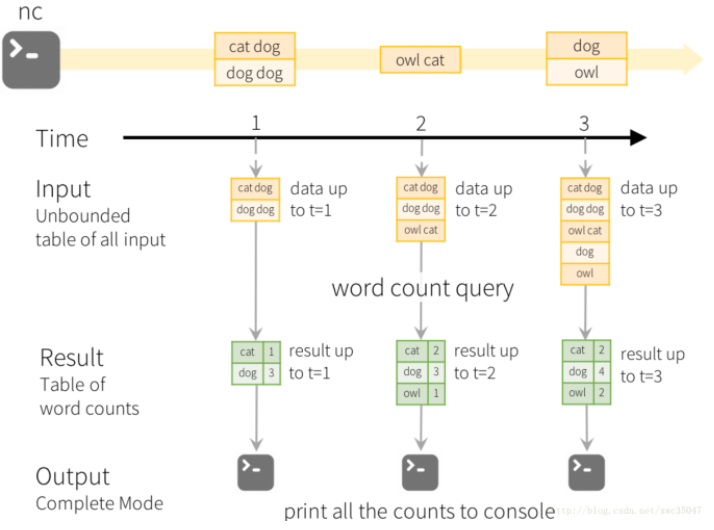 nc
cat dog
dog dog
owl cat
dog
owl
Time
1
2
3
Input
Unbounded
table of all input
cat dog
dog dog
data up
to t=1
cat dog
dog dog
owl cat
data up
to t=2
cat dog
dog dog
owl cat
dog
owl
data up
to t=3
word count query
Result
Table of
word counts
cat 1
dog 3
result up
to t=1
cat 2
dog 3
owl 1
result up
to t=2
cat 2
dog 4
owl 2
result up
to t=3
Output
Complete Mode
print all the counts to console